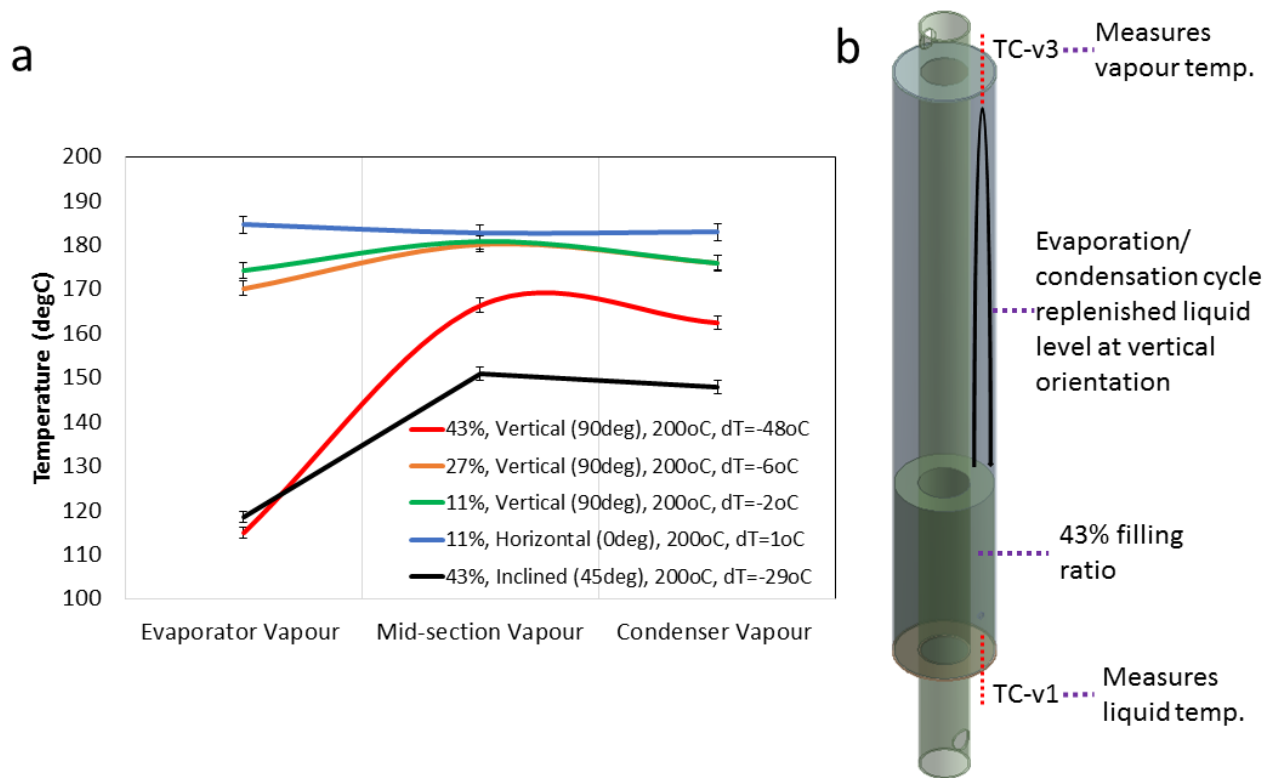 a
Temperature (degC)
200
190
180
170
160
150
140
130
120
110
100
43%, Vertical (90deg), 200oC, dT=-48oC
27%, Vertical (90deg), 200oC, dT=-6oC
11%, Vertical (90deg), 200oC, dT=-2oC
11%, Horizontal (0deg), 200oC, dT=1oC
43%, Inclined (45deg), 200oC, dT=-29oC
Evaporator Vapour
Mid-section Vapour
Condenser Vapour
b
TC-v3
Measures
vapour temp.
Evaporation/
condensation cycle
replenished liquid
level at vertical
orientation
43% filling
ratio
TC-v1
Measures
liquid temp.